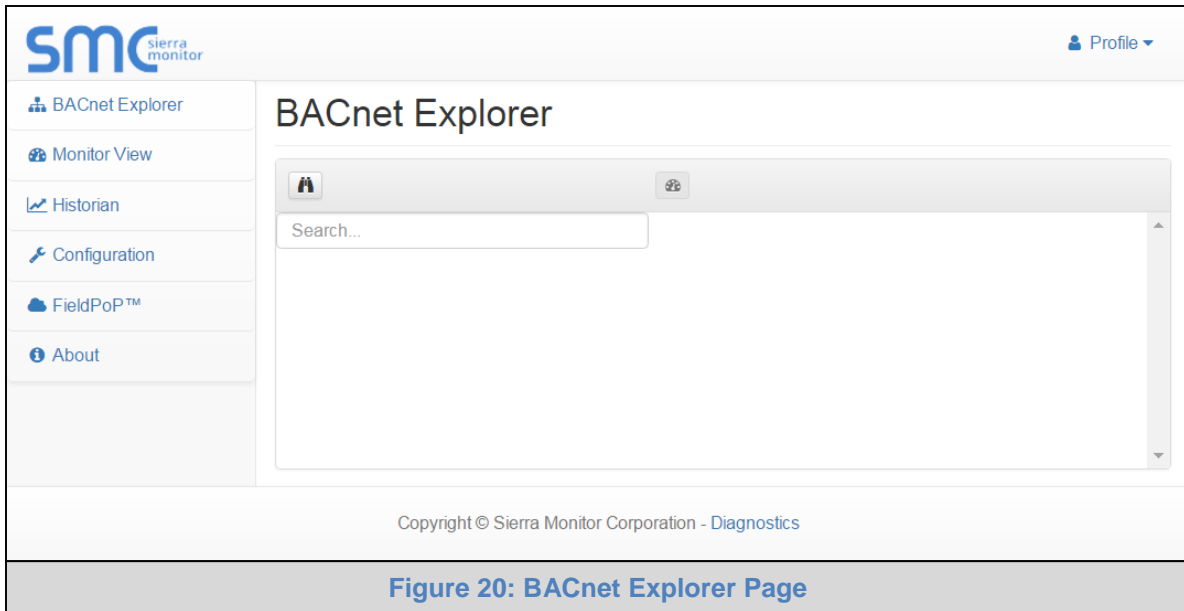 SMC sierra monitor
Profile
BACnet Explorer
Monitor View
Historian
Configuration
FieldPoP™
About
BACnet Explorer
Search...
Copyright © Sierra Monitor Corporation - Diagnostics
Figure 20: BACnet Explorer Page